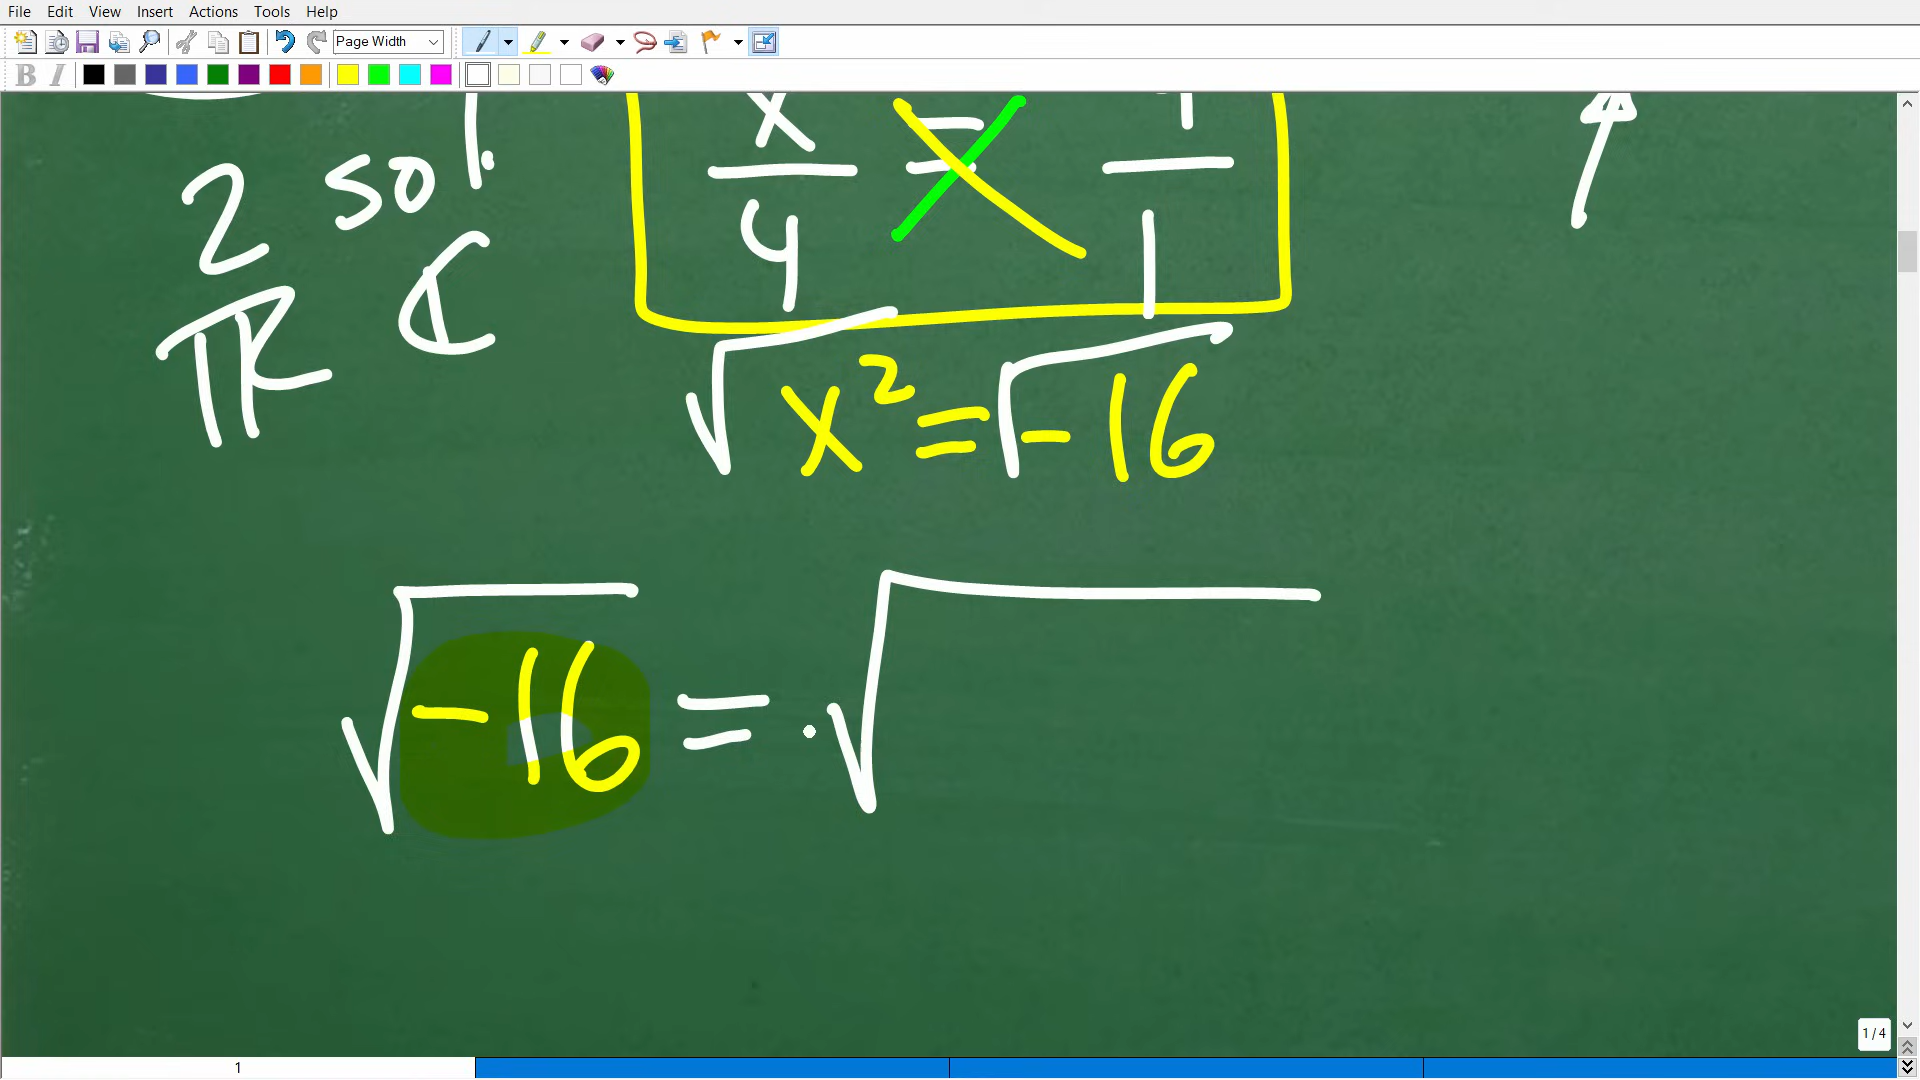 File Edit View Insert Actions Tools Help
Page Width
B I
2 sol.
ℝ ℂ
x/4 = /1
√x² = √-16
√-16 = √
1 / 4
1